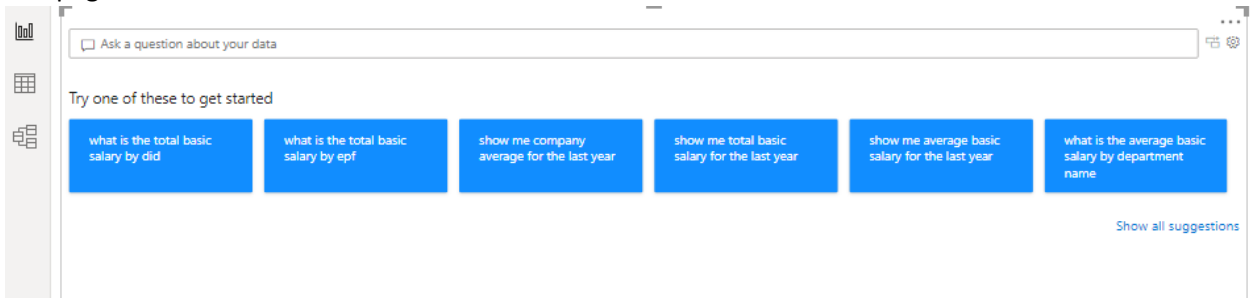 Ask a question about your data
Try one of these to get started
what is the total basic
salary by did
what is the total basic
salary by epf
show me company
average for the last year
show me total basic
salary for the last year
show me average basic
salary for the last year
what is the average basic
salary by department
name
Show all suggestions